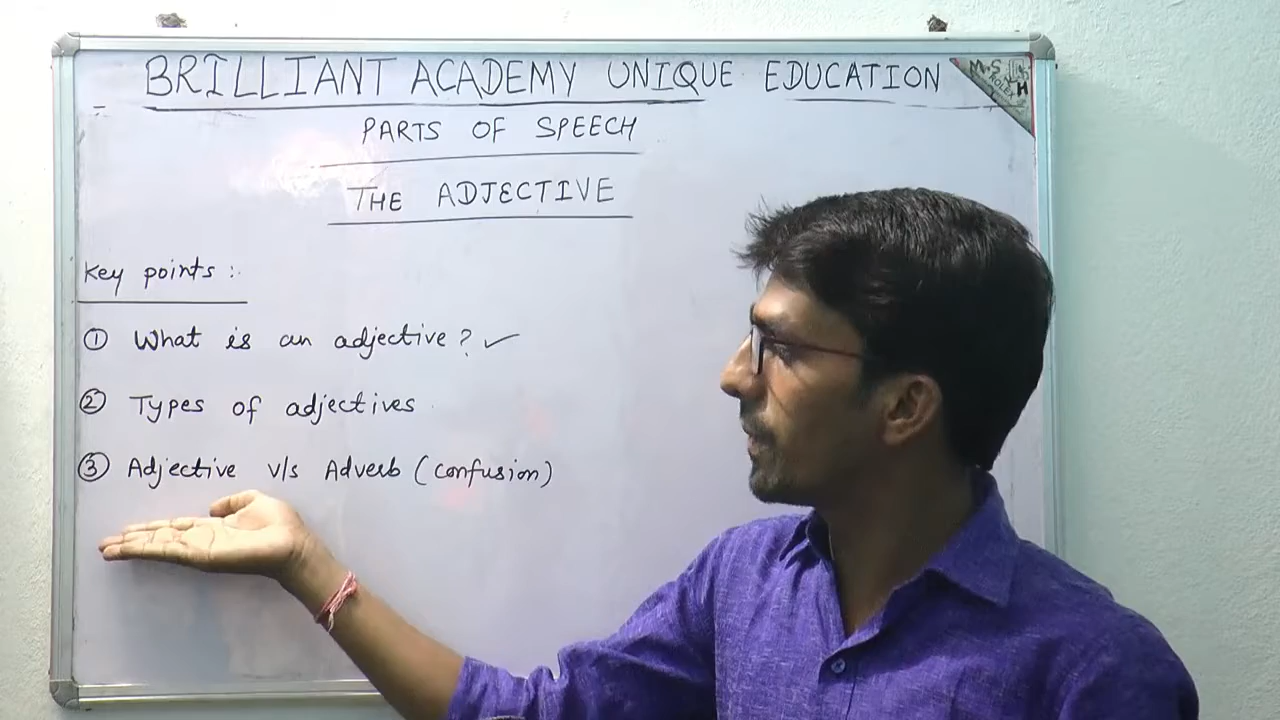 BRILLIANT ACADEMY UNIQUE EDUCATION
PARTS OF SPEECH
THE ADJECTIVE
Key points :
① What is an adjective? ✓
② Types of adjectives
③ Adjective v/s Adverb (confusion)
M.S
ROLEX